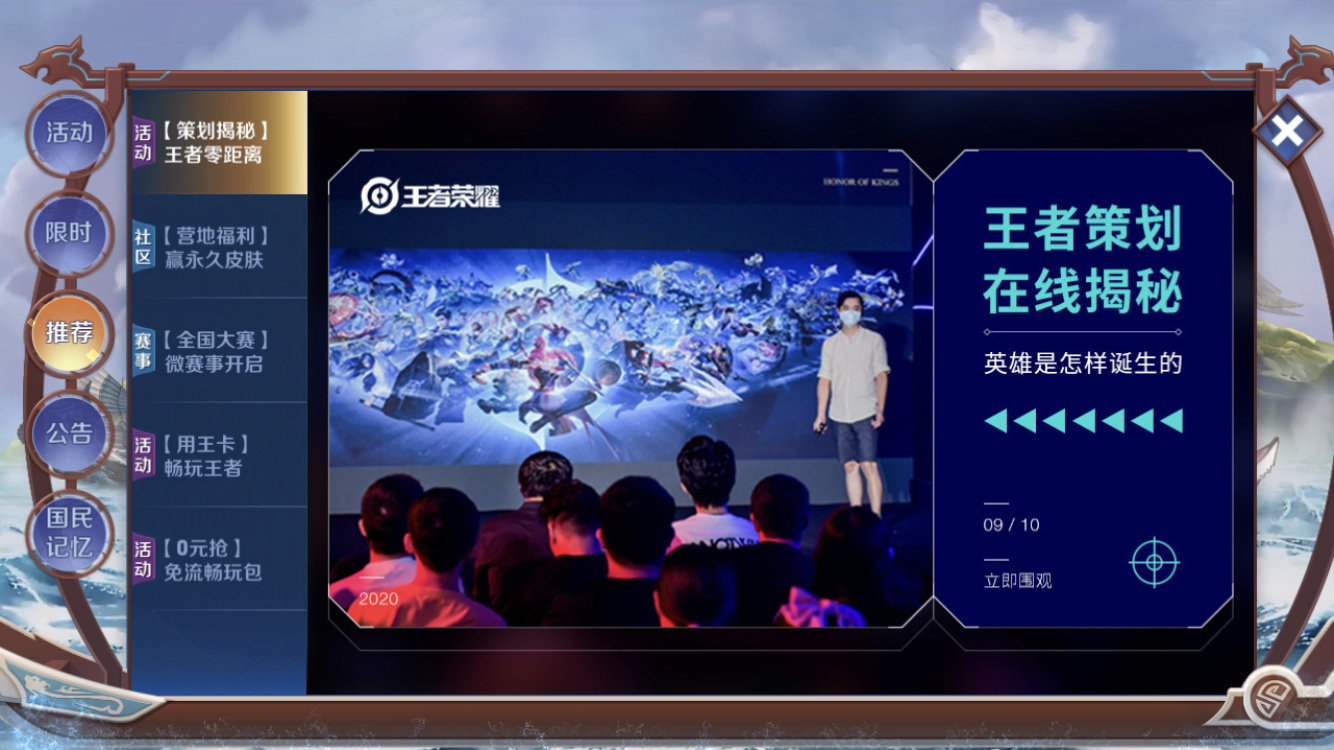 活动
限时
推荐
公告
国民
记忆
活动
【策划揭秘】
王者零距离
社区
【营地福利】
赢永久皮肤
赛事
【全国大赛】
微赛事开启
活动
【用王卡】
畅玩王者
活动
【0元抢】
免流畅玩包
王者荣耀
HONOR OF KINGS
2020
王者策划
在线揭秘
英雄是怎样诞生的
09 / 10
立即围观